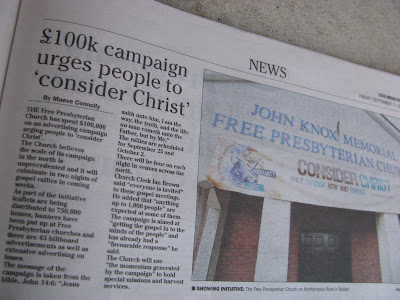 £100k campaign
urges people to
'consider Christ'
By Maeve Connolly
THE Free Presbyterian
Church has spent £100,000
on an advertising campaign
urging people to 'consider
Christ'.
The Church believes
the scale of the campaign
in the north is
unprecedented and it will
culminate in two nights of
gospel rallies in coming
weeks.
As part of the initiative
leaflets are being
distributed to 750,000
homes, banners have
been put up at Free
Presbyterian churches and
there are 43 billboard
advertisements as well as
extensive advertising on
buses.
The message of the
campaign is taken from the
bible, John 14:6: "Jesus
saith unto him, I am the
way, the truth, and the life:
no man cometh unto the
Father, but by Me."
The rallies are scheduled
for September 25 and
October 2.
There will be four on each
night in venues across the
north.
Church Clerk Ian Brown
said "everyone is invited"
to these gospel meetings.
He added that "anything
up to 1,000 people" are
expected at some of them.
The campaign is aimed at
"getting the gospel in to the
minds of the people" and
has already had a
"favourable response" he
said.
The Church will use
"the momentum generated
by the campaign" to hold
special missions and harvest
services.
NEWS
FRIDAY SEPTEMBER
JOHN KNOX MEMORIAL
FREE PRESBYTERIAN CHURCH
CONSIDER CHRIST
■ SHOWING INITIATIVE: The Free Presbyterian Church on Northumberland Road in Belfast